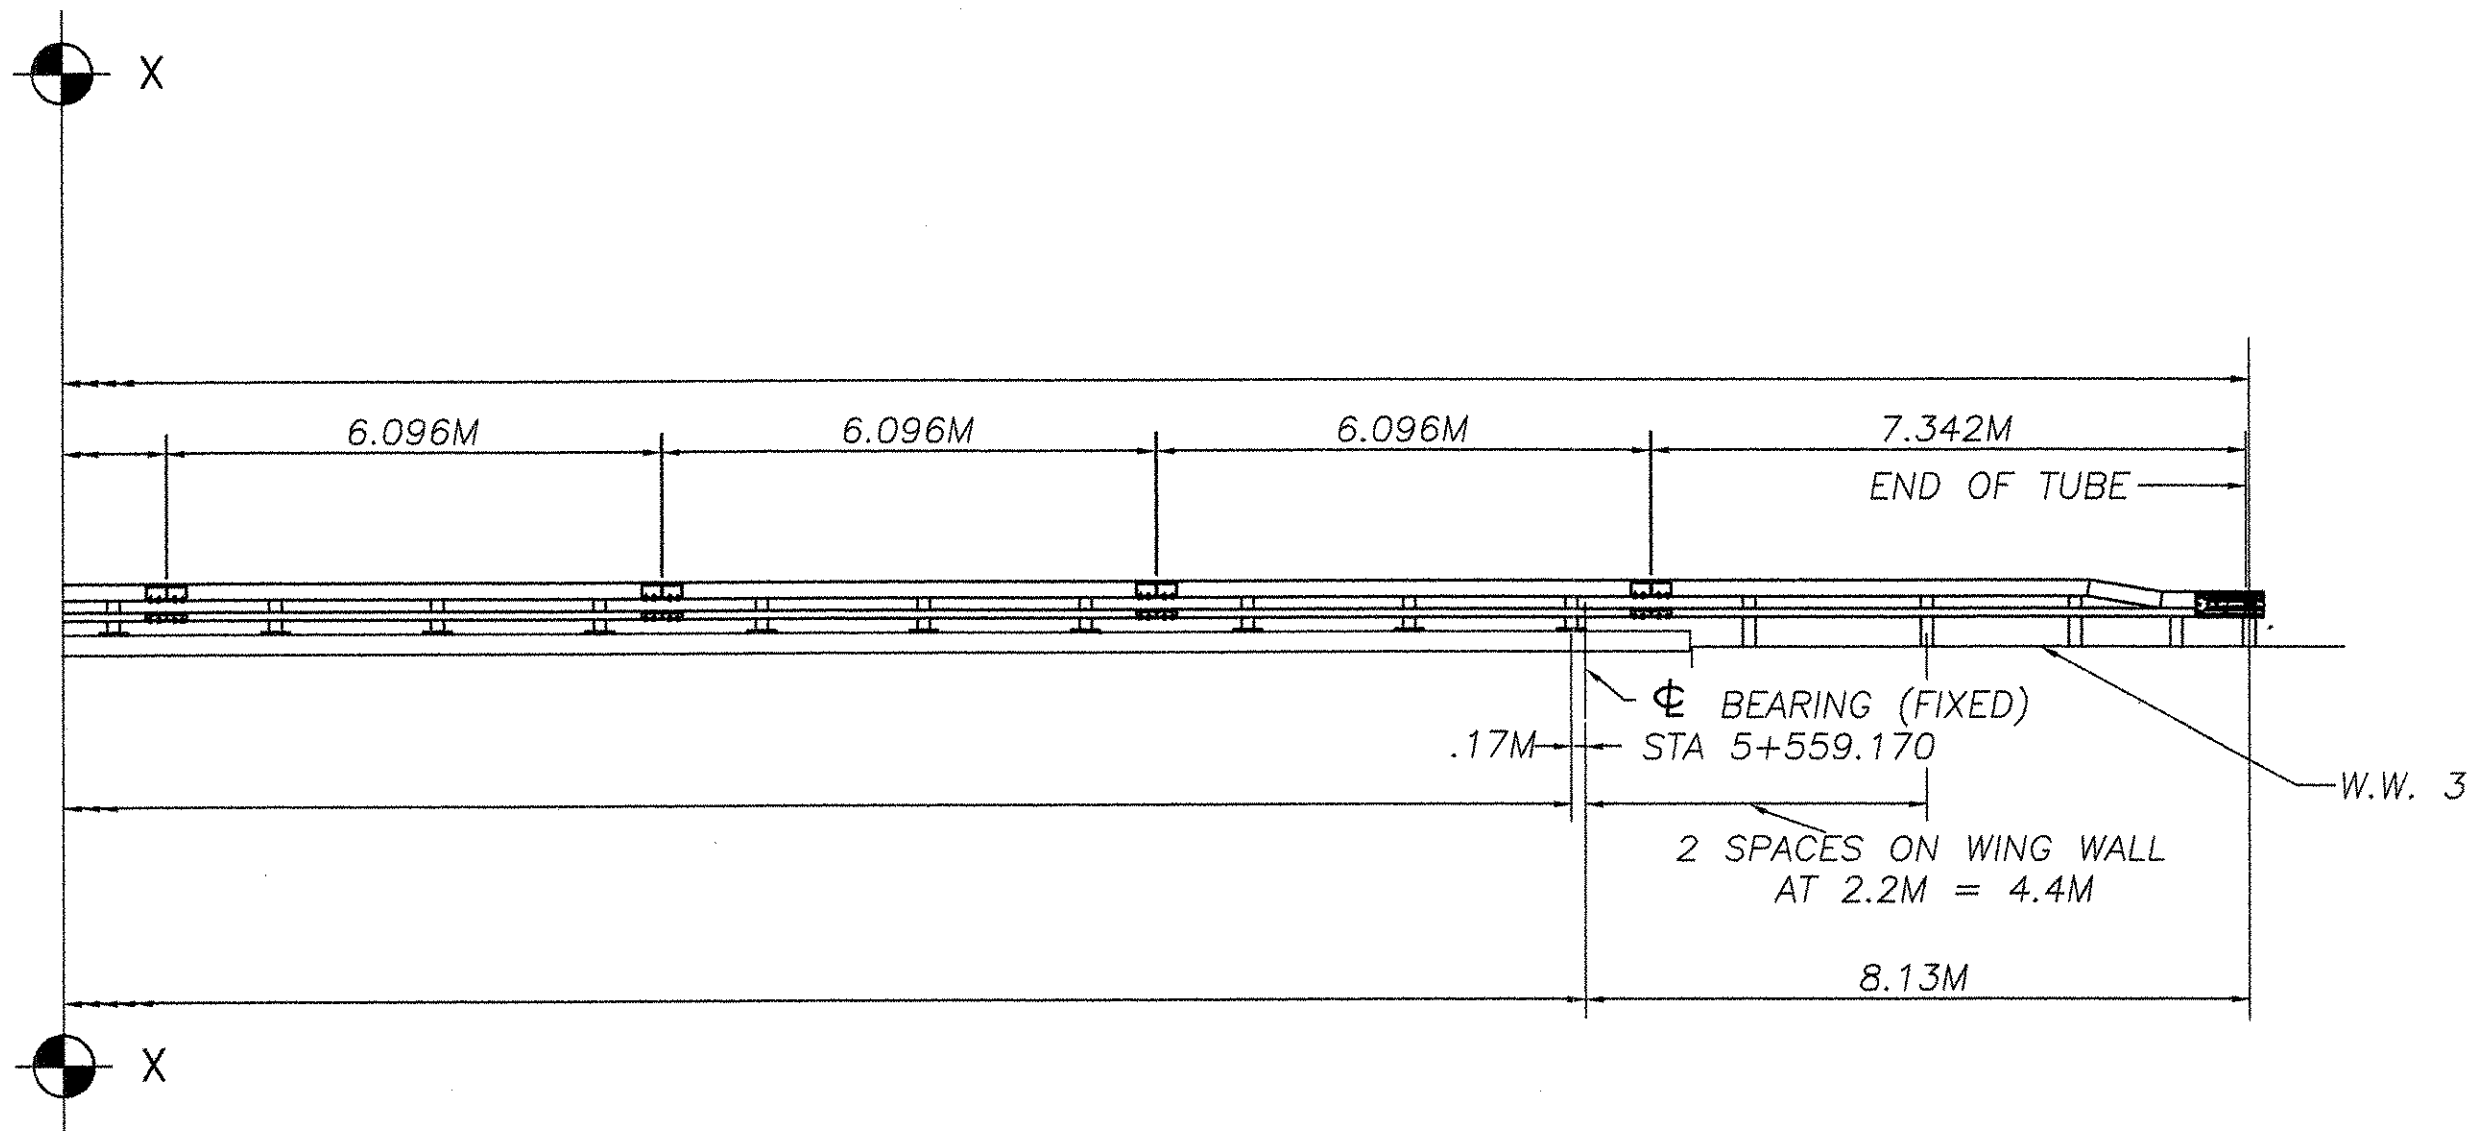 X
6.096M
6.096M
6.096M
7.342M
END OF TUBE
℄ BEARING (FIXED)
.17M
STA 5+559.170
W.W. 3
2 SPACES ON WING WALL
AT 2.2M = 4.4M
8.13M
X